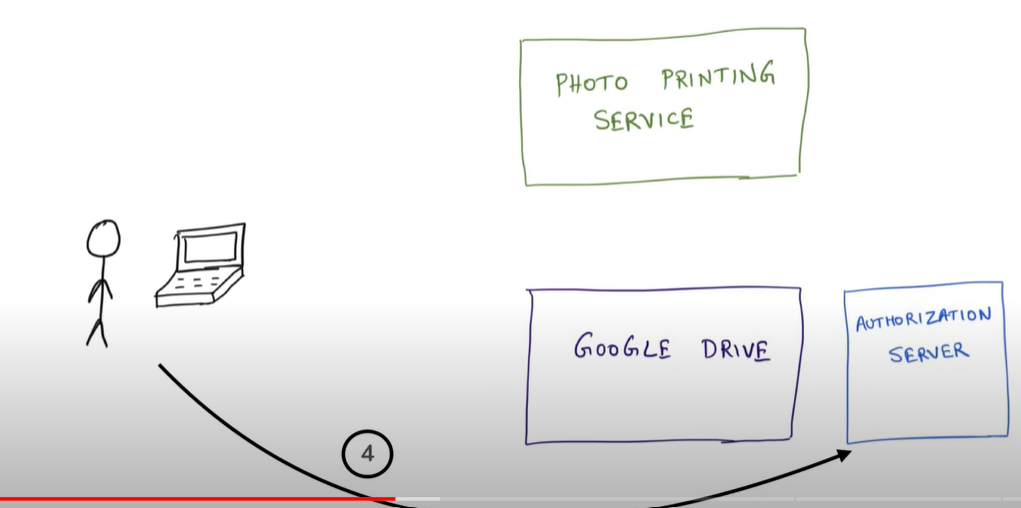 PHOTO PRINTING
SERVICE
GOOGLE DRIVE
AUTHORIZATION
SERVER
4